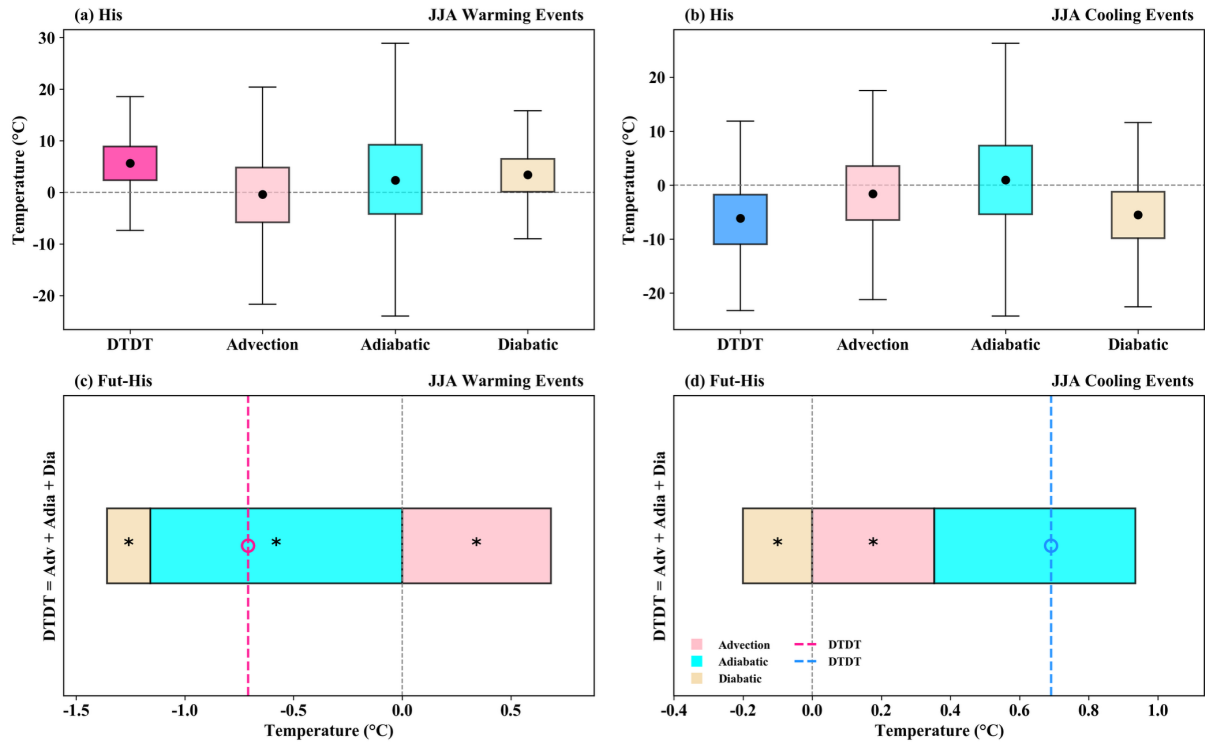 (a) His JJA Warming Events
Temperature (°C)
30
20
10
0
-10
-20
DTDT Advection Adiabatic Diabatic
(b) His JJA Cooling Events
Temperature (°C)
20
10
0
-10
-20
DTDT Advection Adiabatic Diabatic
(c) Fut-His JJA Warming Events
DTDT = Adv + Adia + Dia
* * *
-1.5 -1.0 -0.5 0.0 0.5
Temperature (°C)
(d) Fut-His JJA Cooling Events
DTDT = Adv + Adia + Dia
* *
Advection DTDT
Adiabatic DTDT
Diabatic
-0.4 -0.2 0.0 0.2 0.4 0.6 0.8 1.0
Temperature (°C)